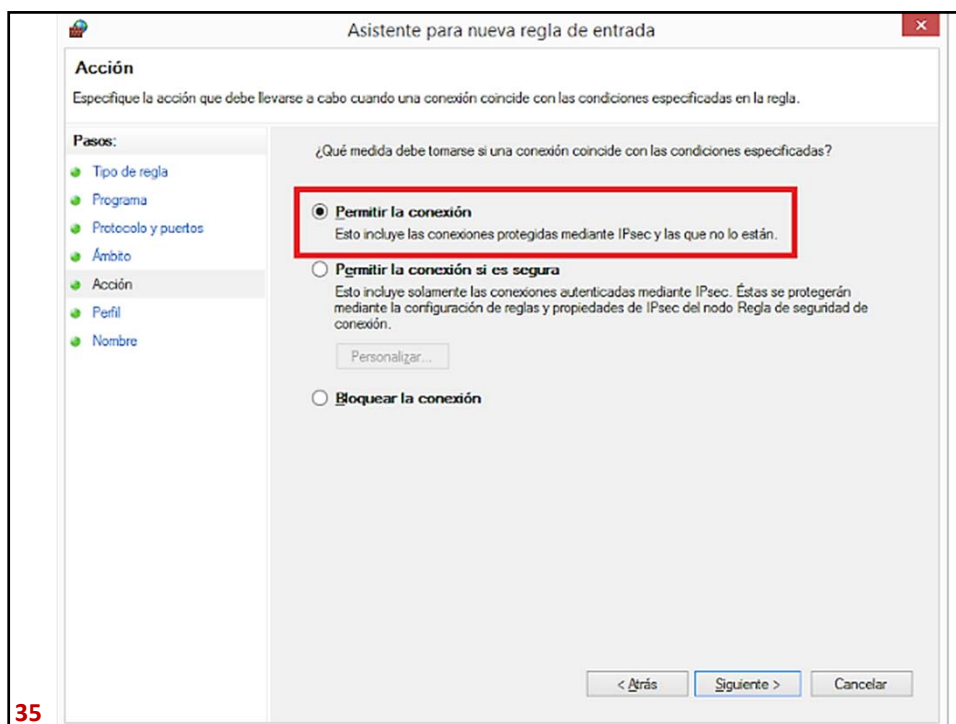 Asistente para nueva regla de entrada
Acción
Especifique la acción que debe llevarse a cabo cuando una conexión coincide con las condiciones especificadas en la regla.
Pasos:
Tipo de regla
Programa
Protocolo y puertos
Ámbito
Acción
Perfil
Nombre
¿Qué medida debe tomarse si una conexión coincide con las condiciones especificadas?
Permitir la conexión
Esto incluye las conexiones protegidas mediante IPsec y las que no lo están.
Permitir la conexión si es segura
Esto incluye solamente las conexiones autenticadas mediante IPsec. Éstas se protegerán
mediante la configuración de reglas y propiedades de IPsec del nodo Regla de seguridad de
conexión.
Personalizar...
Bloquear la conexión
< Atrás
Siguiente >
Cancelar
35